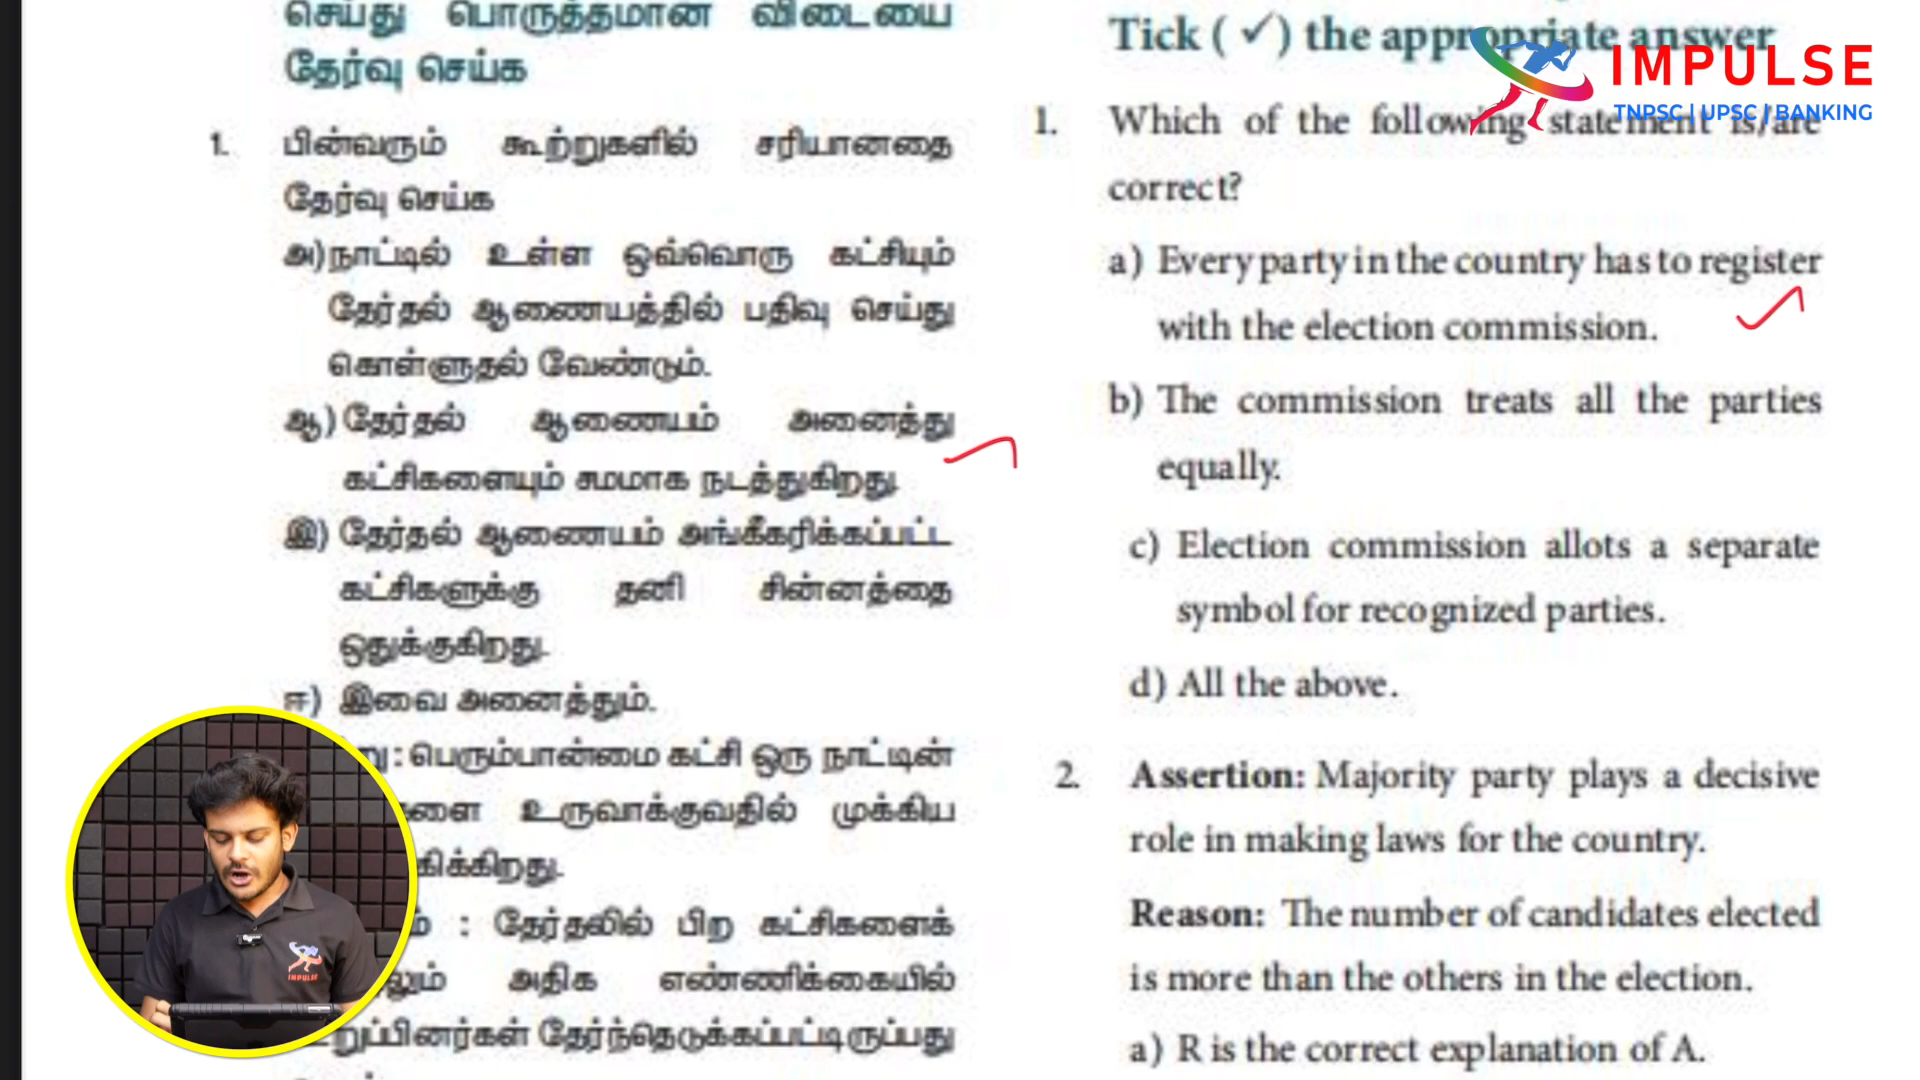 செய்து பொருத்தமான விடையை
தேர்வு செய்க
1. பின்வரும் கூற்றுகளில் சரியானதை
தேர்வு செய்க
அ) நாட்டில் உள்ள ஒவ்வொரு கட்சியும்
தேர்தல் ஆணையத்தில் பதிவு செய்து
கொள்ளுதல் வேண்டும்.
ஆ) தேர்தல் ஆணையம் அனைத்து
கட்சிகளையும் சமமாக நடத்துகிறது.
இ) தேர்தல் ஆணையம் அங்கீகரிக்கப்பட்ட
கட்சிகளுக்கு தனி சின்னத்தை
ஒதுக்குகிறது.
ஈ) இவை அனைத்தும்.
: பெரும்பான்மை கட்சி ஒரு நாட்டின்
உருவாக்குவதில் முக்கிய
: தேர்தலில் பிற கட்சிகளைக்
அதிக எண்ணிக்கையில்
தேர்ந்தெடுக்கப்பட்டிருப்பது
Tick ( ✓ ) the appropriate answer
1. Which of the following statement is/are
correct?
a) Every party in the country has to register
with the election commission.
b) The commission treats all the parties
equally.
c) Election commission allots a separate
symbol for recognized parties.
d) All the above.
2. Assertion: Majority party plays a decisive
role in making laws for the country.
Reason: The number of candidates elected
is more than the others in the election.
a) R is the correct explanation of A.
IMPULSE
TNPSC | UPSC | BANKING
IMPULSE